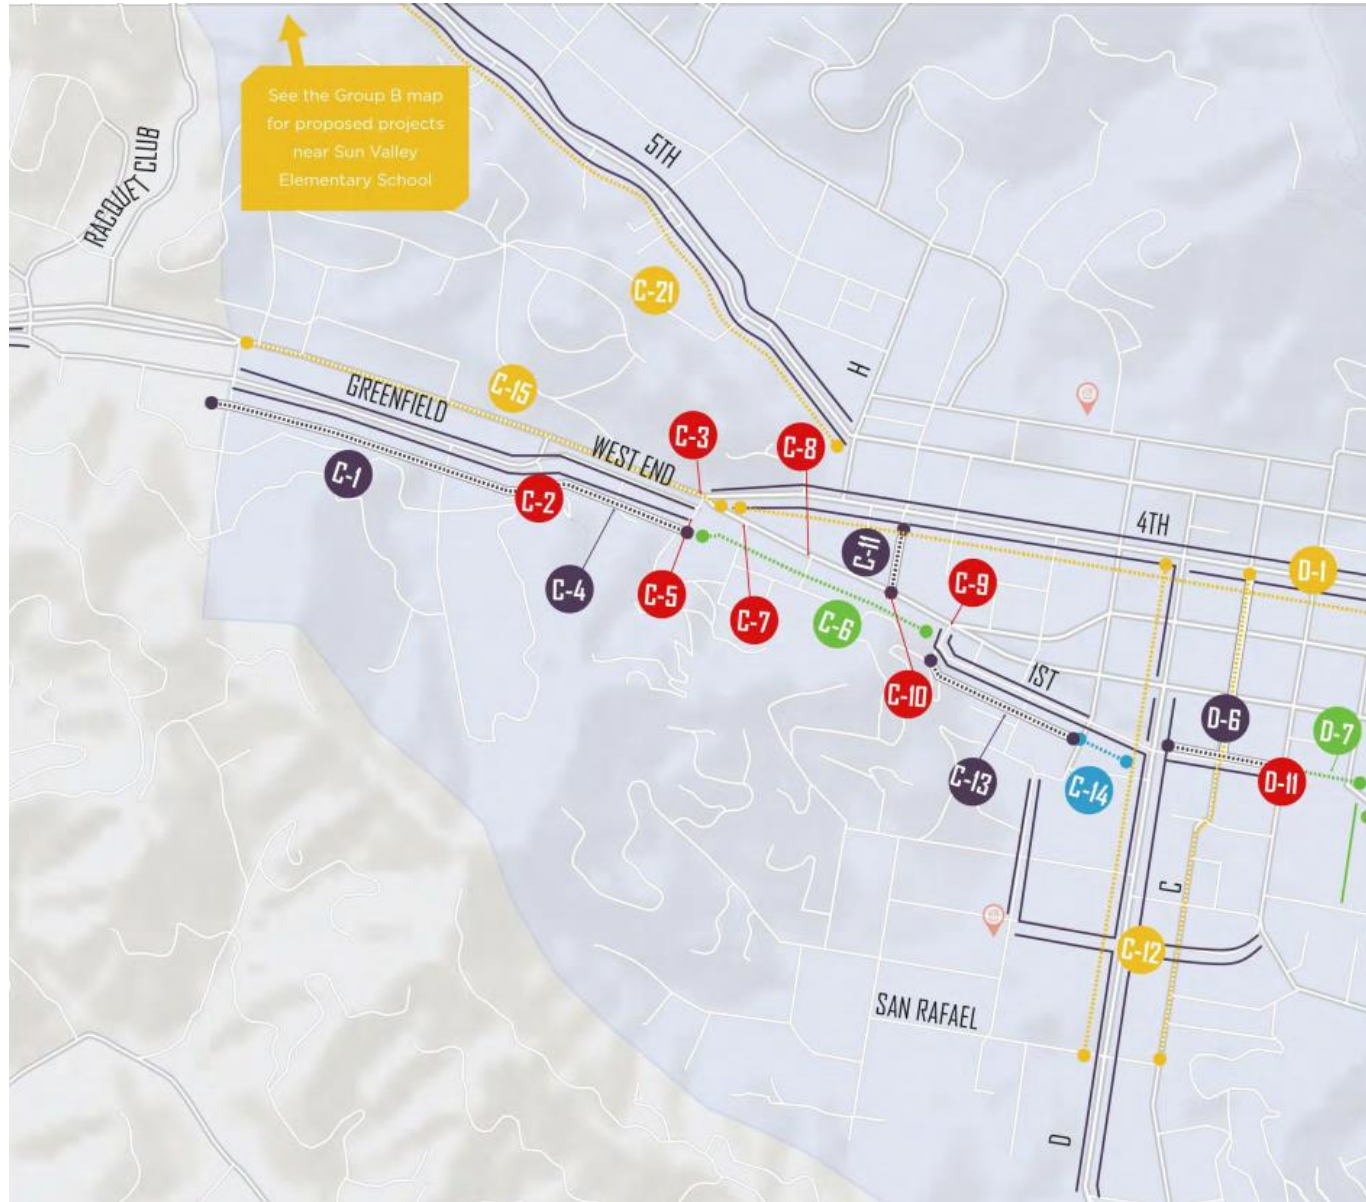 See the Group B map
for proposed projects
near Sun Valley
Elementary School
RACQUET CLUB
5TH
C-21
H
C-15
GREENFIELD
WEST END
C-3
C-8
C-1
C-2
C-11
4TH
C-4
C-5
C-7
C-6
C-9
D-1
C-10
1ST
D-6
D-7
C-13
C-14
D-11
C
C-12
SAN RAFAEL
D